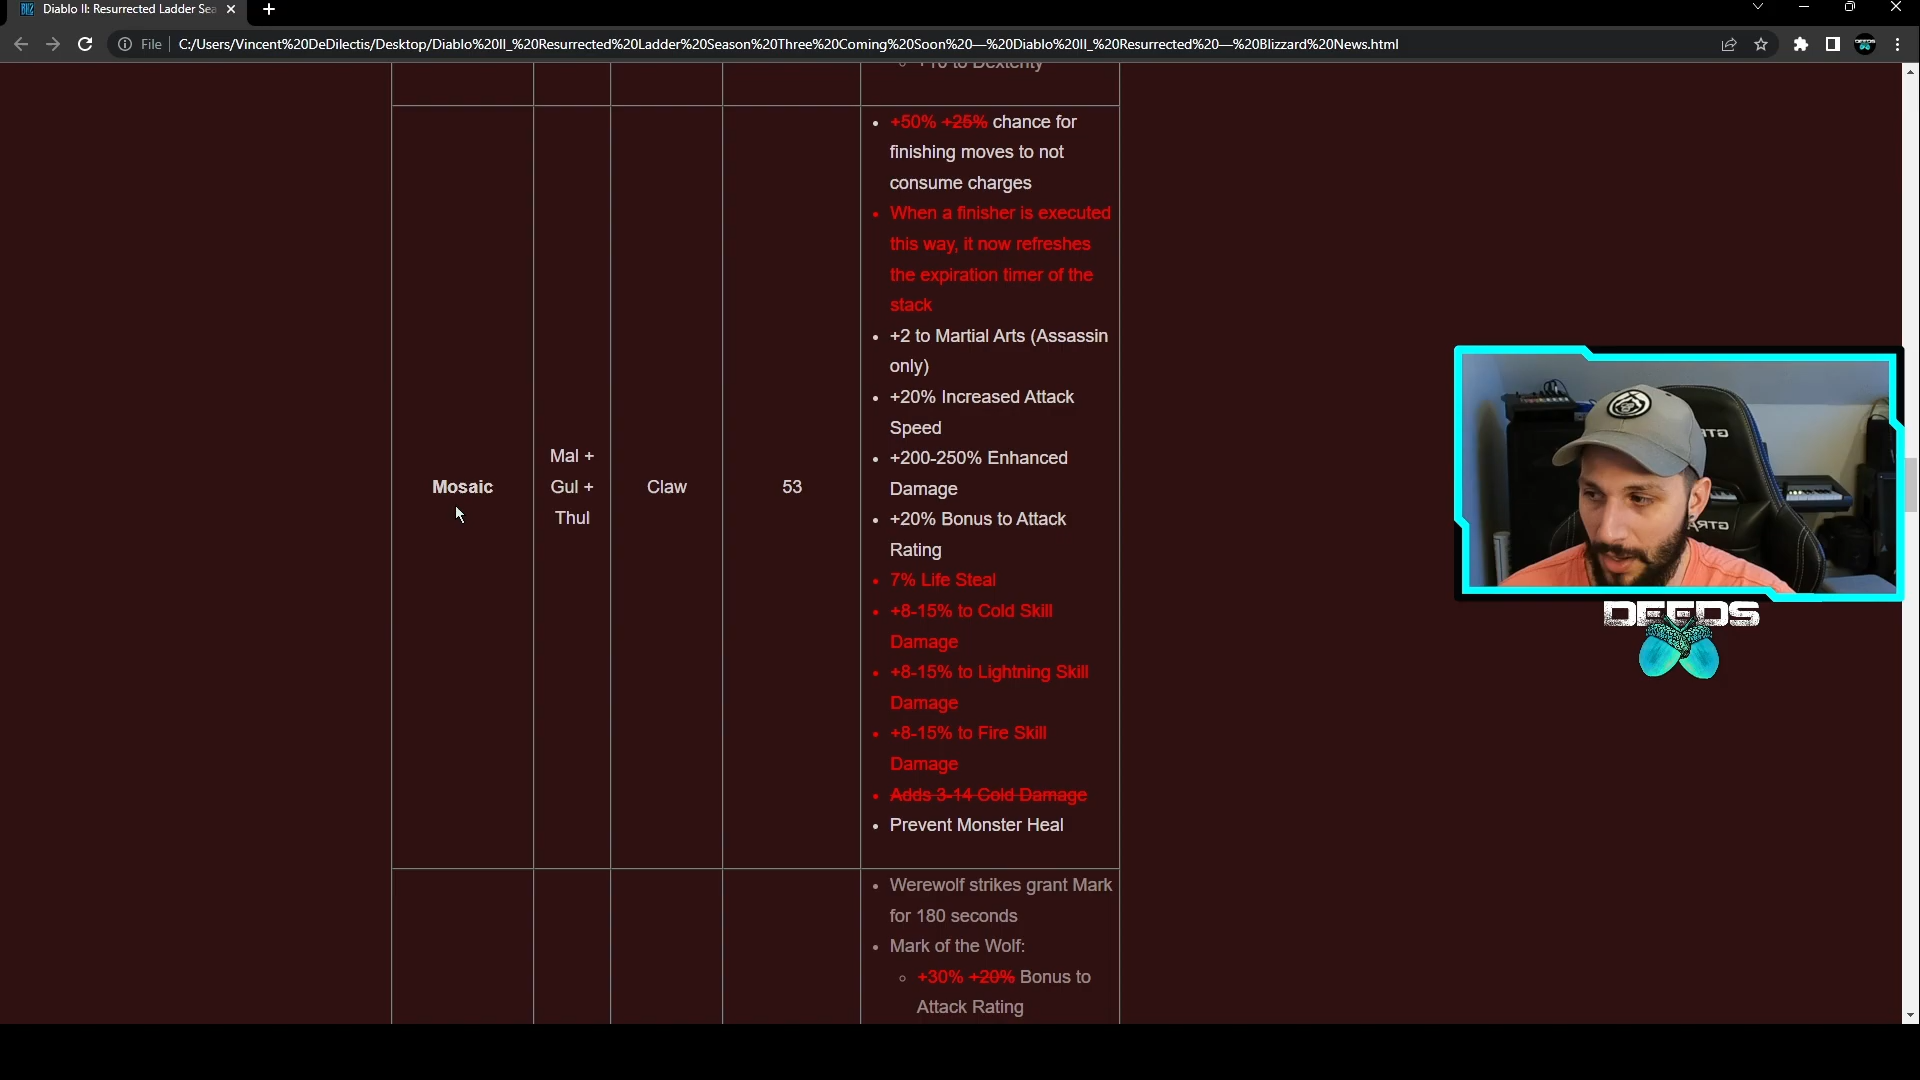 Diablo II: Resurrected Ladder Sea
File
C:/Users/Vincent%20DeDilectis/Desktop/Diablo%20II_%20Resurrected%20Ladder%20Season%20Three%20Coming%20Soon%20—%20Diablo%20II_%20Resurrected%20—%20Blizzard%20News.html
+10 to Dexterity
+50% +25% chance for
finishing moves to not
consume charges
When a finisher is executed
this way, it now refreshes
the expiration timer of the
stack
+2 to Martial Arts (Assassin
only)
+20% Increased Attack
Speed
+200-250% Enhanced
Damage
+20% Bonus to Attack
Rating
7% Life Steal
+8-15% to Cold Skill
Damage
+8-15% to Lightning Skill
Damage
+8-15% to Fire Skill
Damage
Adds 3-14 Cold Damage
Prevent Monster Heal
Mosaic
Mal +
Gul +
Thul
Claw
53
Werewolf strikes grant Mark
for 180 seconds
Mark of the Wolf:
+30% +20% Bonus to
Attack Rating
DEEDS